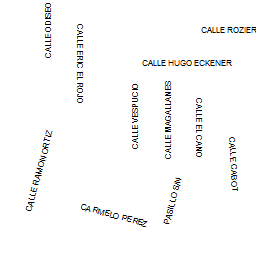 CALLE ODISEO
CALLE ERIC EL ROJO
CALLE ROZIER
CALLE HUGO ECKENER
CALLE VESPUCIO
CALLE MAGALLANES
CALLE ELCANO
CALLE CABOT
CALLE RAMON ORTIZ
CARMELO PEREZ
PASILLO S/N